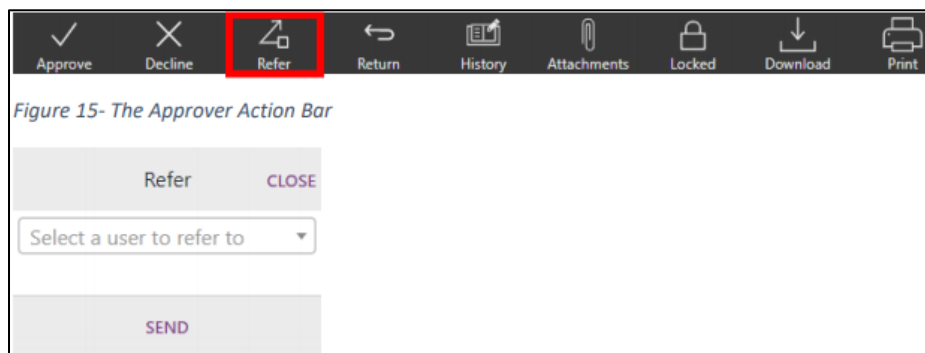 Approve Decline Refer Return History Attachments Locked Download Print
Figure 15- The Approver Action Bar
Refer CLOSE
Select a user to refer to
SEND